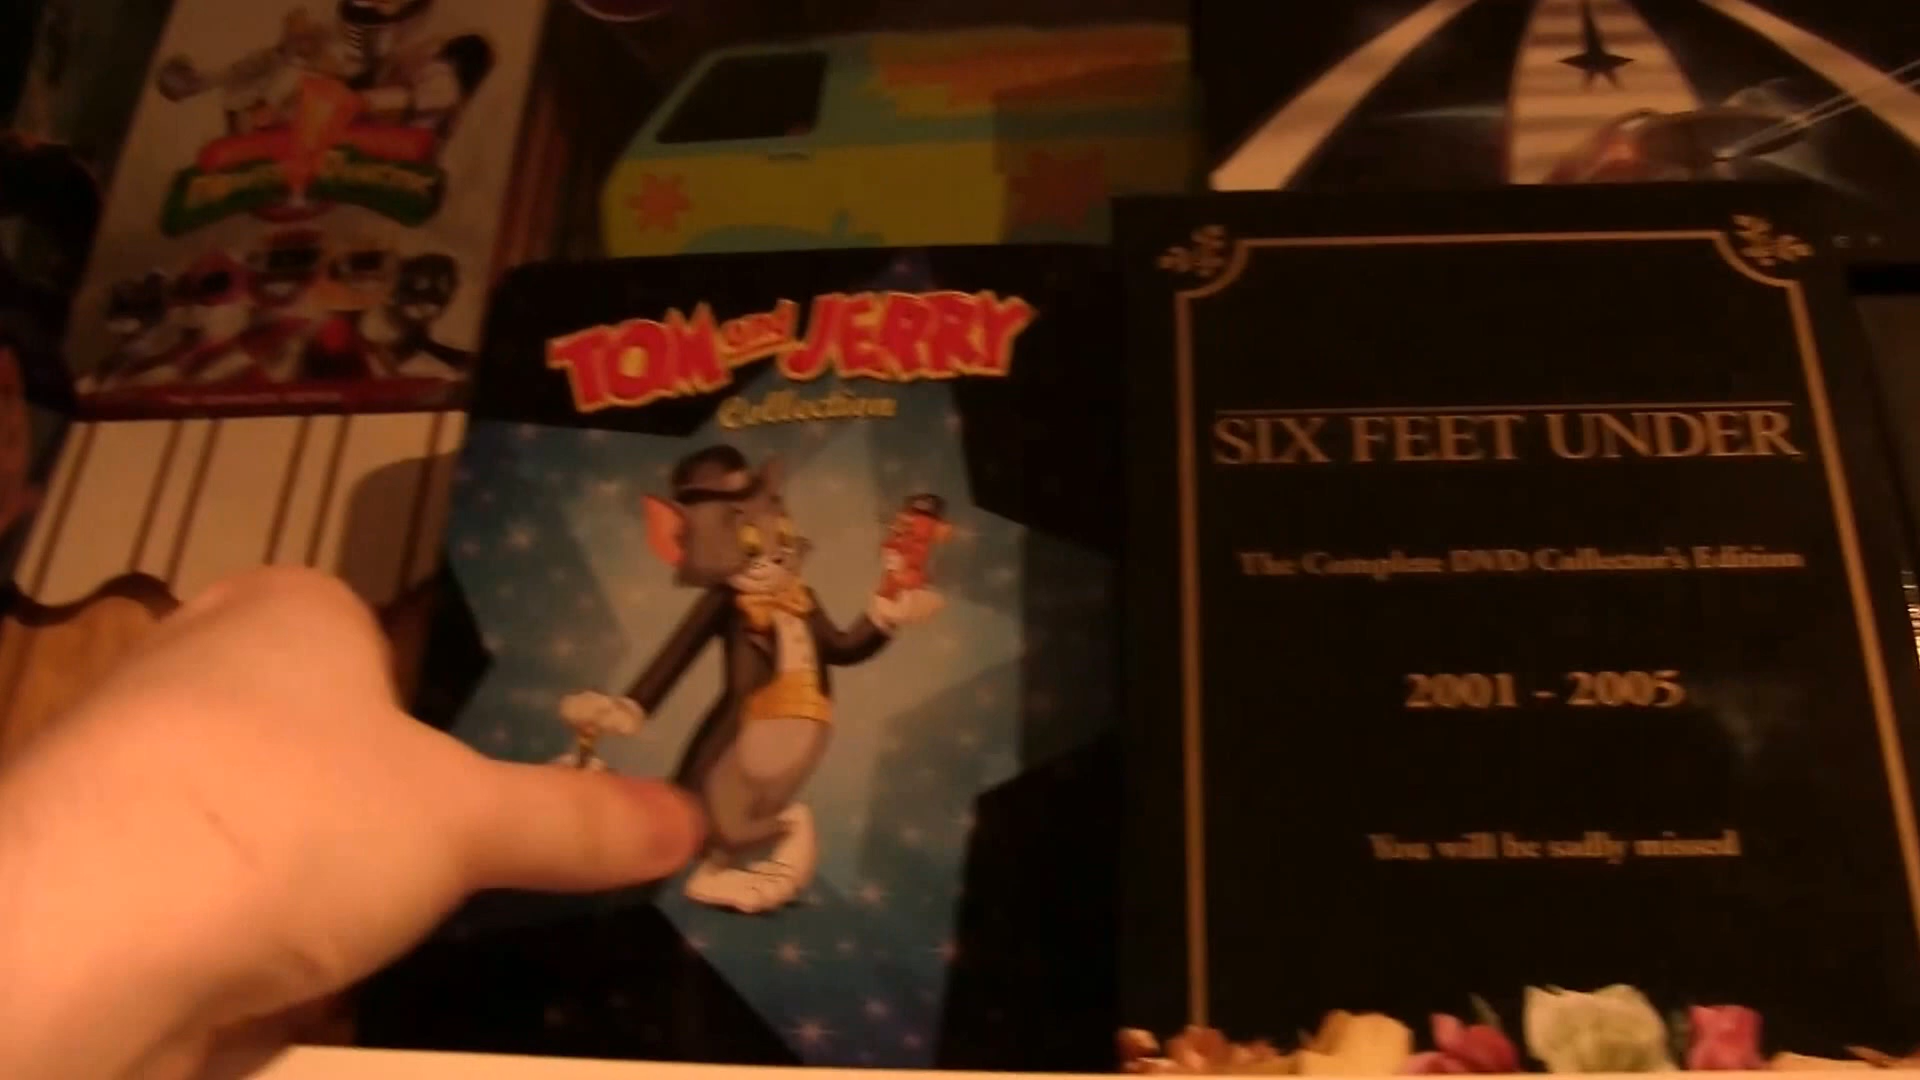 TOM and JERRY
Collection
SIX FEET UNDER
The Complete DVD Collector's Edition
2001 - 2005
You will be sadly missed